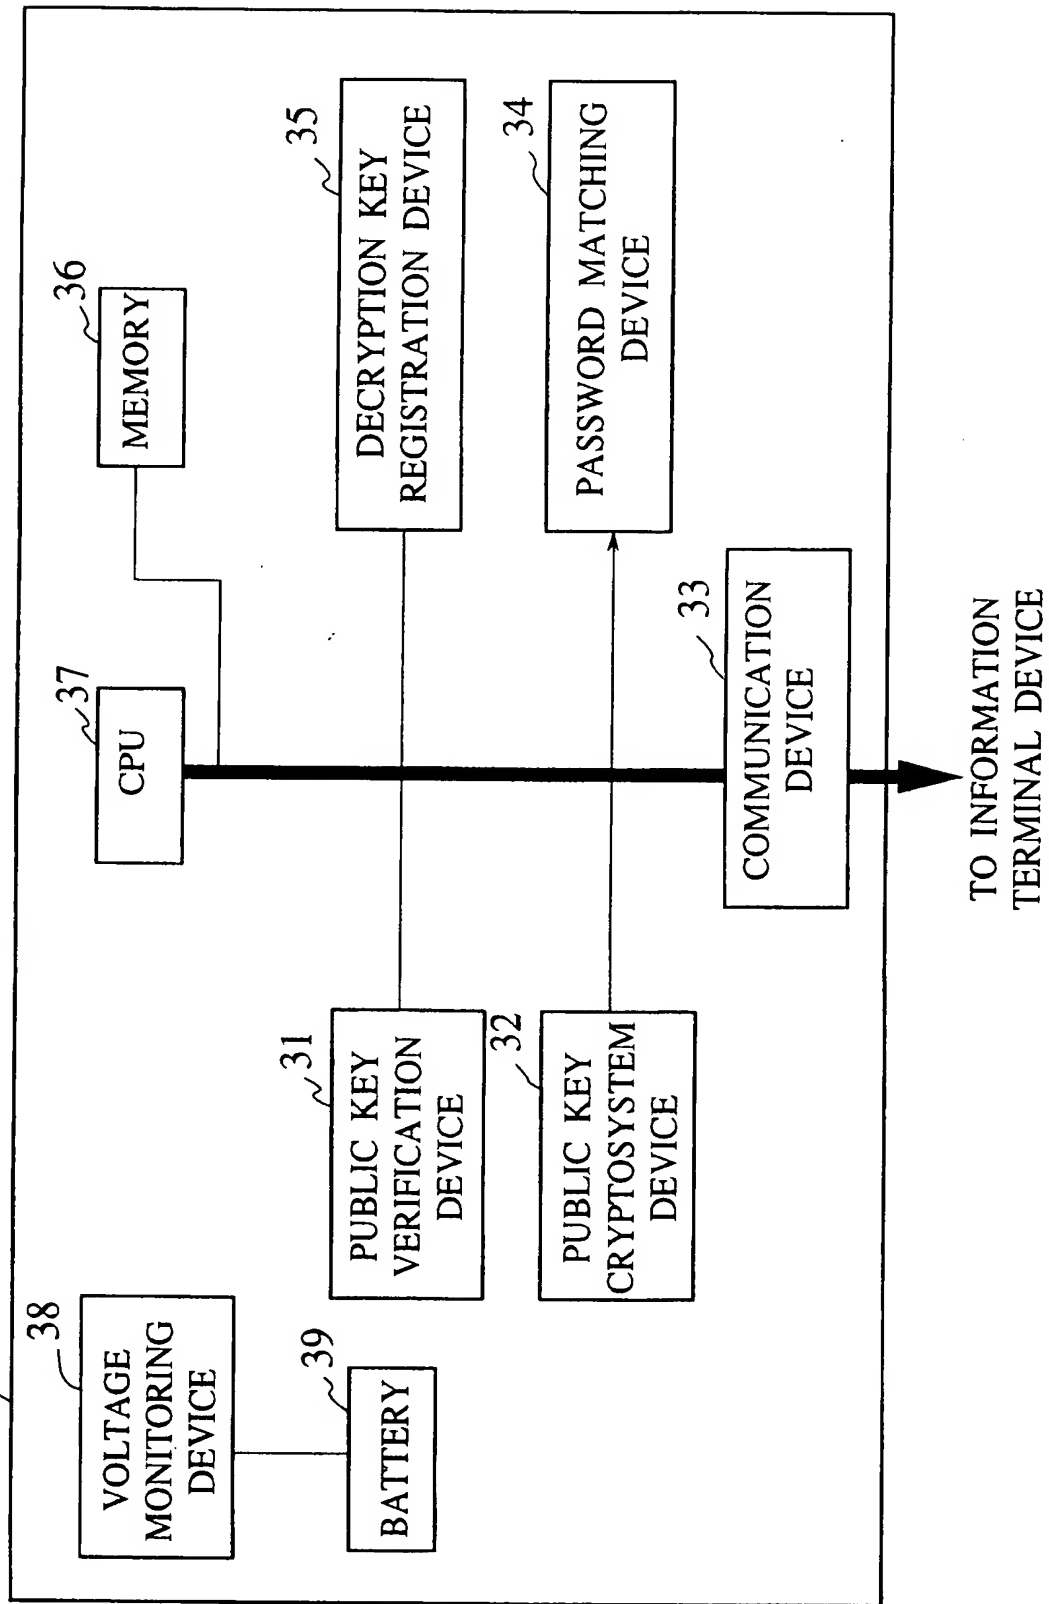 38
VOLTAGE
MONITORING
DEVICE
39
BATTERY
37
CPU
36
MEMORY
31
PUBLIC KEY
VERIFICATION
DEVICE
35
DECRYPTION KEY
REGISTRATION DEVICE
32
PUBLIC KEY
CRYPTOSYSTEM
DEVICE
34
PASSWORD MATCHING
DEVICE
33
COMMUNICATION
DEVICE
TO INFORMATION
TERMINAL DEVICE